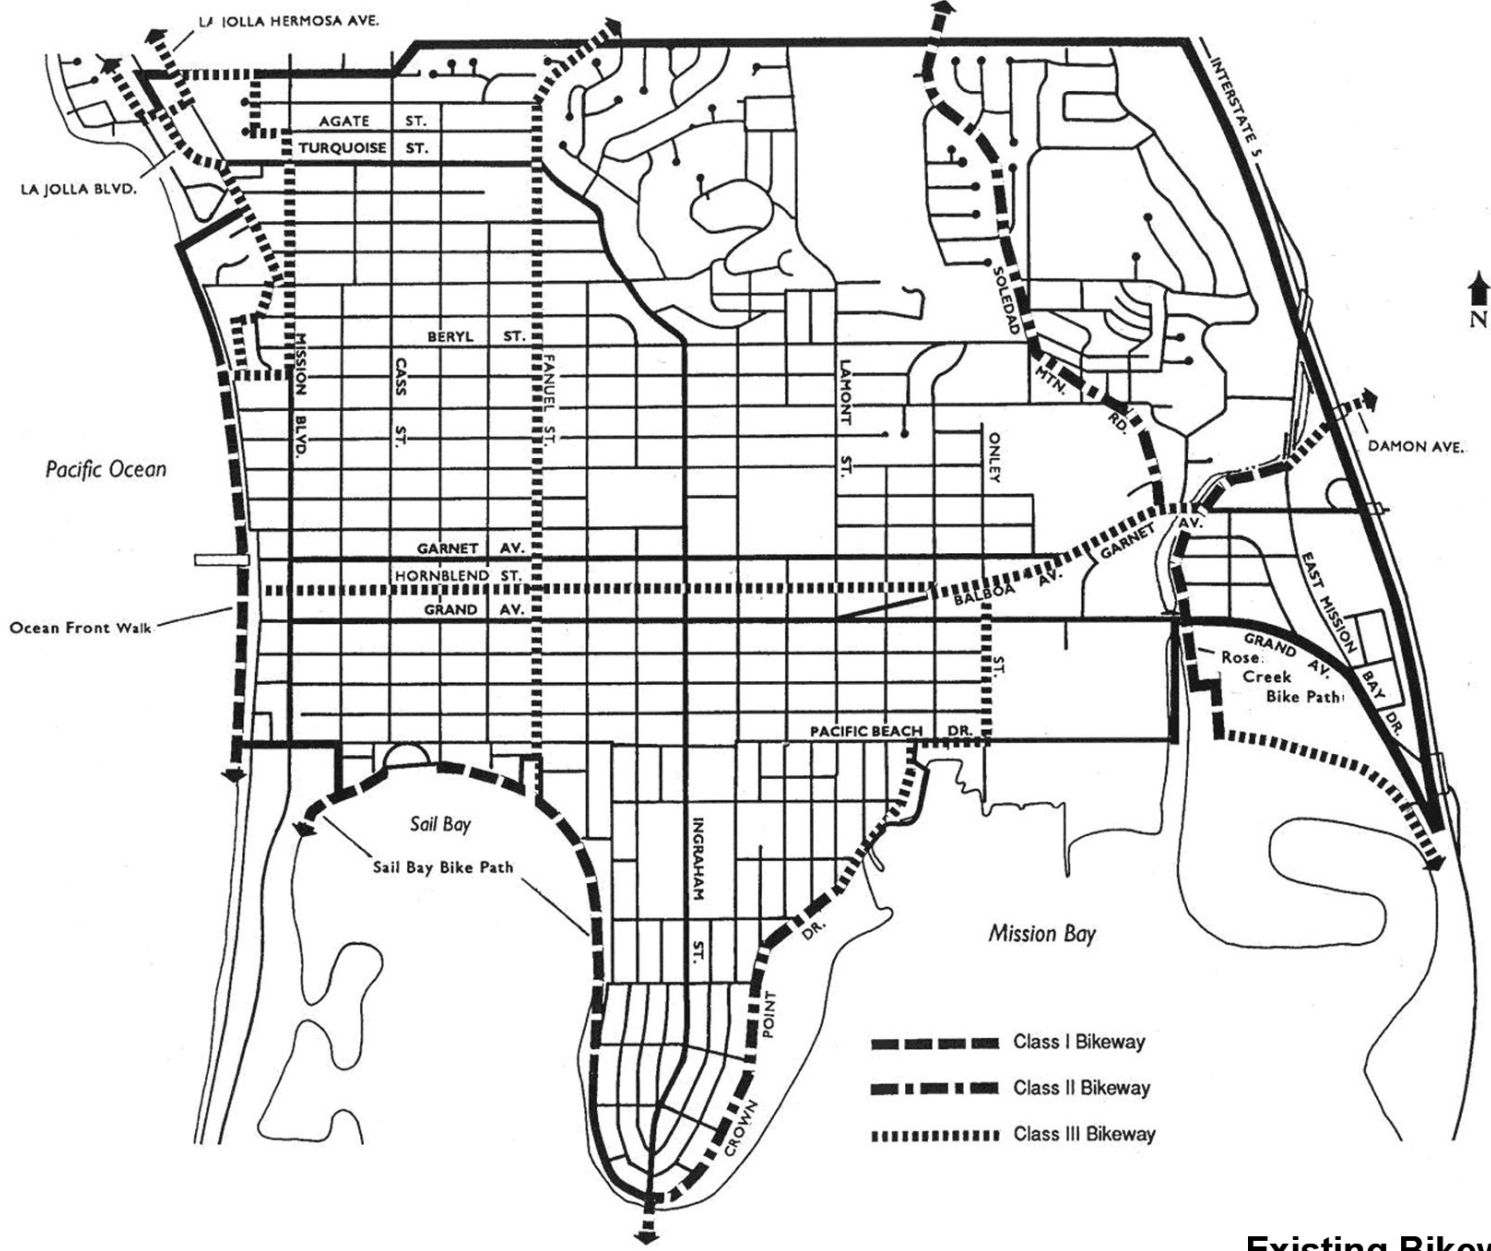 LA JOLLA HERMOSA AVE.
INTERSTATE 5
AGATE ST.
TURQUOISE ST.
LA JOLLA BLVD.
SOLEDAD
MTN.
RD.
N
BERYL ST.
MISSION BLVD.
CASS ST.
FANUEL ST.
LAMONT ST.
ONLEY
ST.
DAMON AVE.
Pacific Ocean
GARNET AV.
HORNBLEND ST.
GRAND AV.
BALBOA AV.
GARNET AV.
EAST MISSION
BAY DR.
Ocean Front Walk
GRAND AV.
Rose
Creek
Bike Path
PACIFIC BEACH DR.
Sail Bay
Sail Bay Bike Path
INGRAHAM
ST.
DR.
POINT
CROWN
Mission Bay
Class I Bikeway
Class II Bikeway
Class III Bikeway